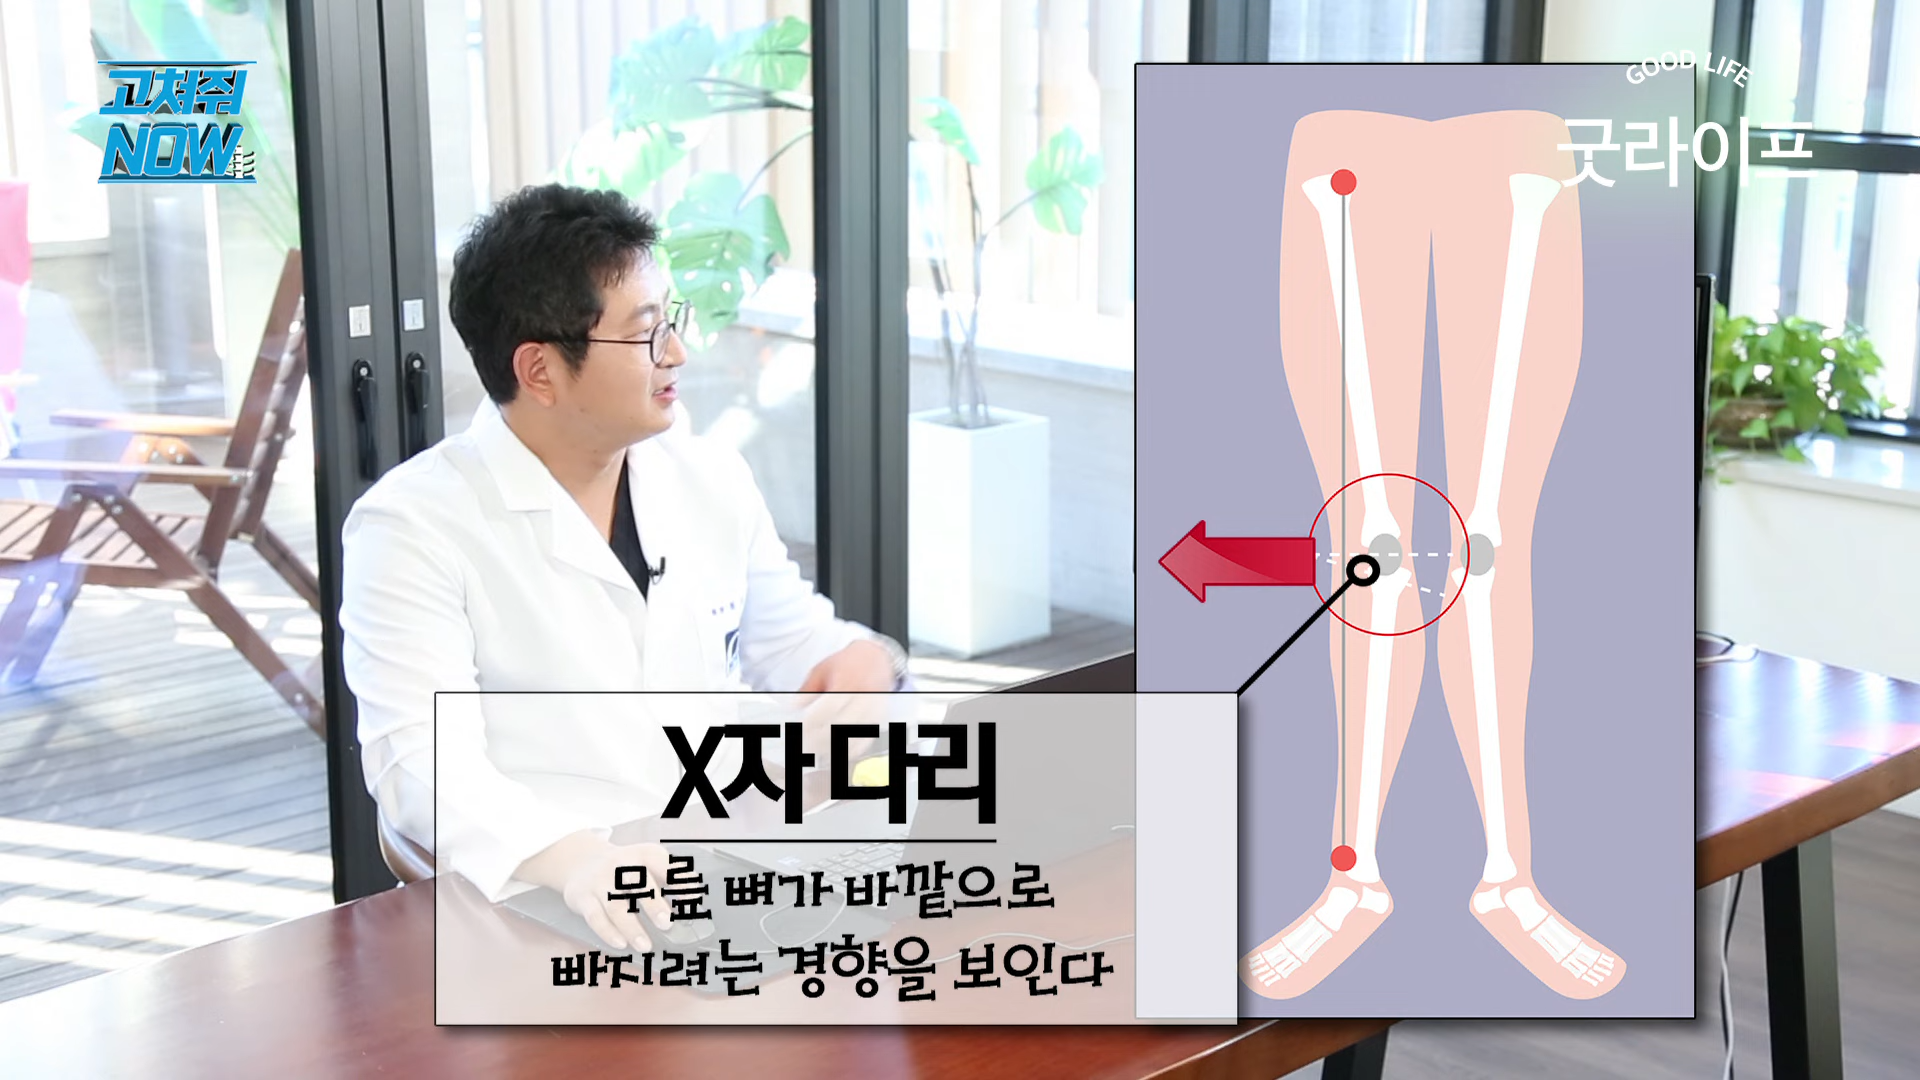 고쳐줘
NOW
GOOD LIFE
굿라이프
X자 다리
무릎 뼈가 바깥으로
빠지려는 경향을 보인다